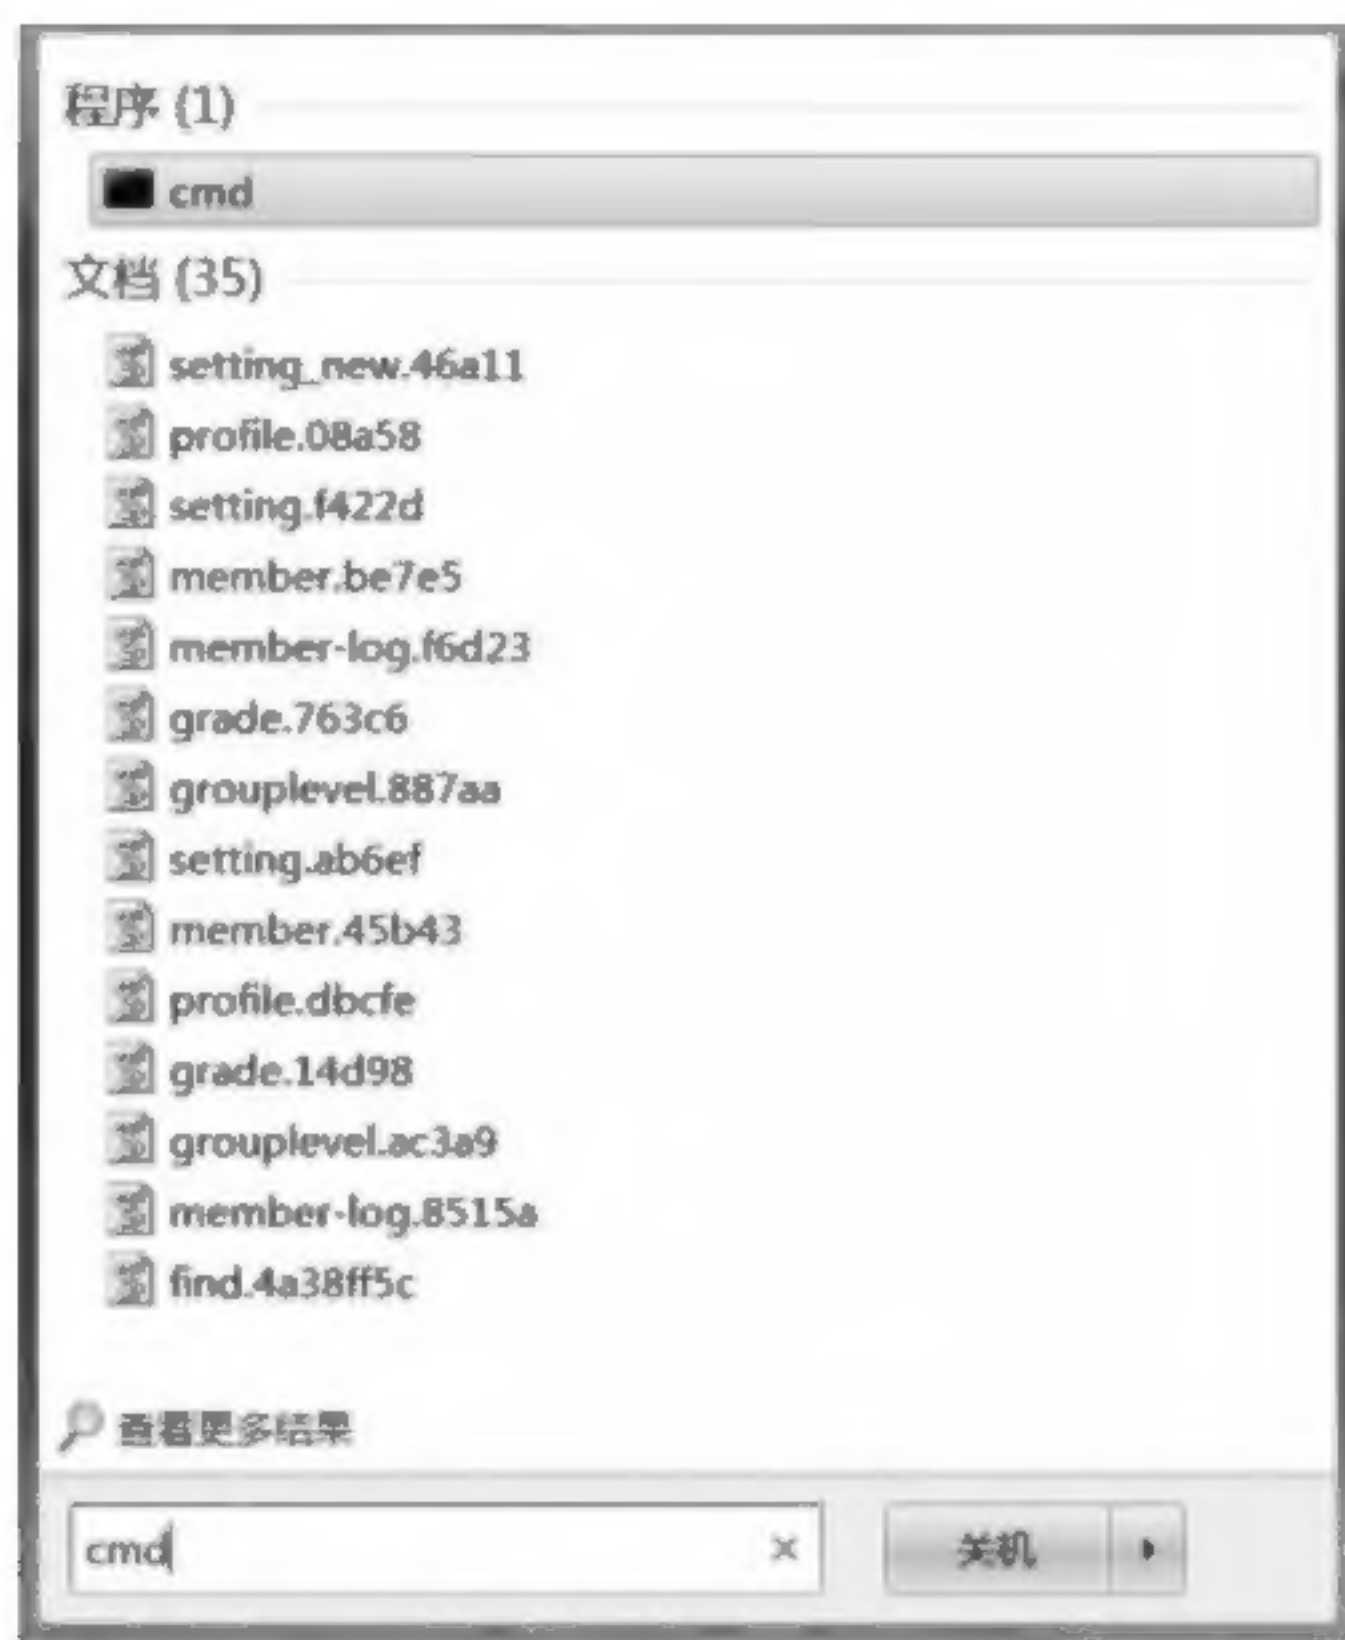 程序 (1)
cmd
文档 (35)
setting_new.46a11
profile.08a58
setting.f422d
member.be7e5
member-log.f6d23
grade.763c6
grouplevel.887aa
setting.ab6ef
member.45b43
profile.dbcfe
grade.14d98
grouplevel.ac3a9
member-log.8515a
find.4a38ff5c
查看更多结果
cmd × 关机